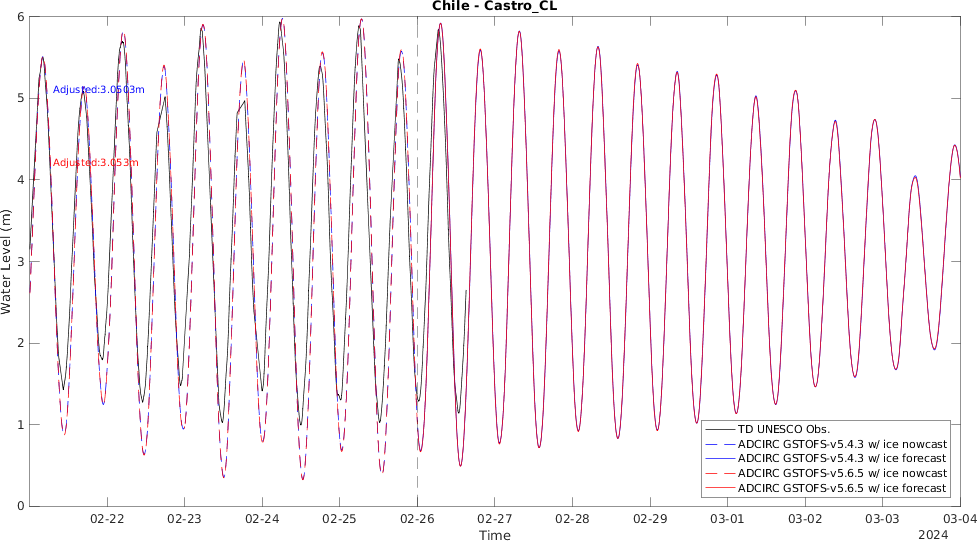 Chile - Castro_CL
6
5
4
3
2
1
0
Water Level (m)
Adjusted:3.0503m
Adjusted:3.053m
TD UNESCO Obs.
ADCIRC GSTOFS-v5.4.3 w/ ice nowcast
ADCIRC GSTOFS-v5.4.3 w/ ice forecast
ADCIRC GSTOFS-v5.6.5 w/ ice nowcast
ADCIRC GSTOFS-v5.6.5 w/ ice forecast
02-22 02-23 02-24 02-25 02-26 02-27 02-28 02-29 03-01 03-02 03-03 03-04
Time
2024